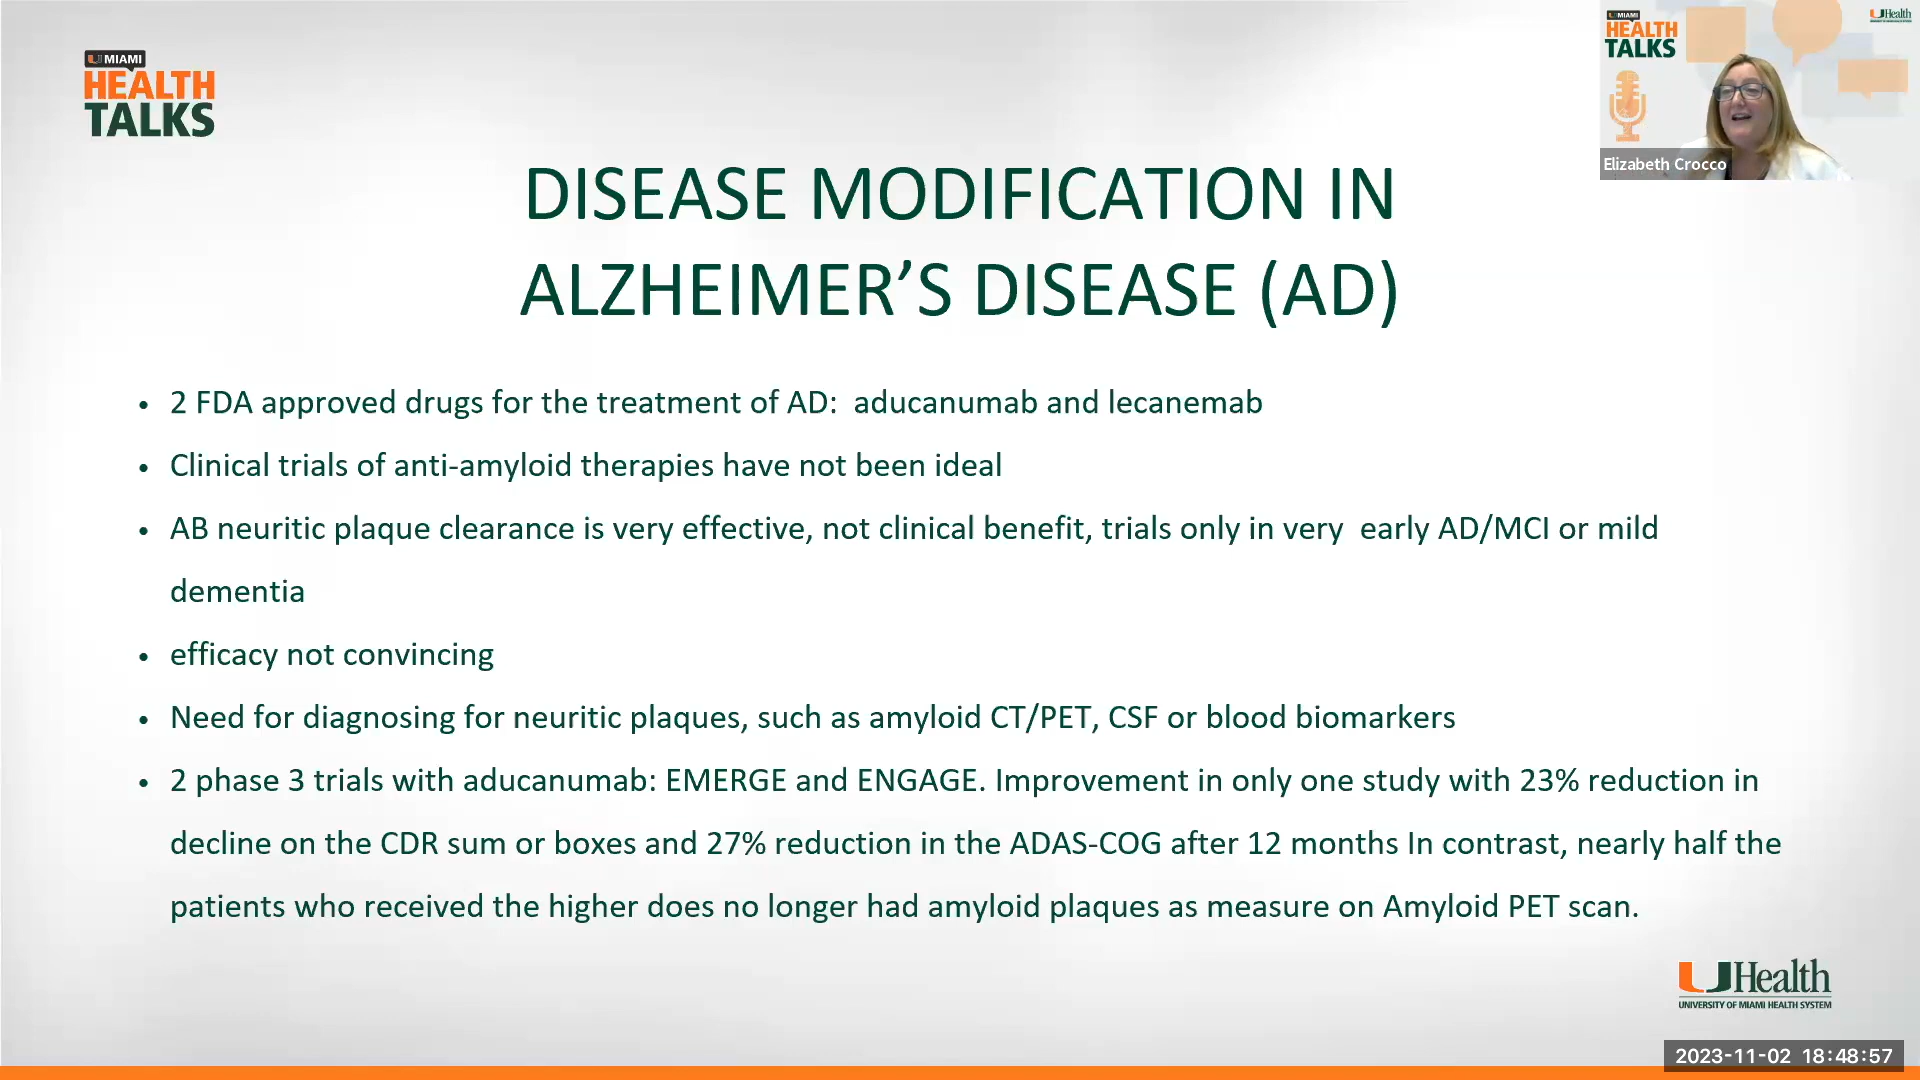 MIAMI
HEALTH
TALKS
MIAMI
HEALTH
TALKS
UHealth
Elizabeth Crocco
DISEASE MODIFICATION IN
ALZHEIMER’S DISEASE (AD)
• 2 FDA approved drugs for the treatment of AD:  aducanumab and lecanemab
• Clinical trials of anti-amyloid therapies have not been ideal
• AB neuritic plaque clearance is very effective, not clinical benefit, trials only in very  early AD/MCI or mild
dementia
• efficacy not convincing
• Need for diagnosing for neuritic plaques, such as amyloid CT/PET, CSF or blood biomarkers
• 2 phase 3 trials with aducanumab: EMERGE and ENGAGE. Improvement in only one study with 23% reduction in
decline on the CDR sum or boxes and 27% reduction in the ADAS-COG after 12 months In contrast, nearly half the
patients who received the higher does no longer had amyloid plaques as measure on Amyloid PET scan.
UHealth
UNIVERSITY OF MIAMI HEALTH SYSTEM
2023-11-02 18:48:57